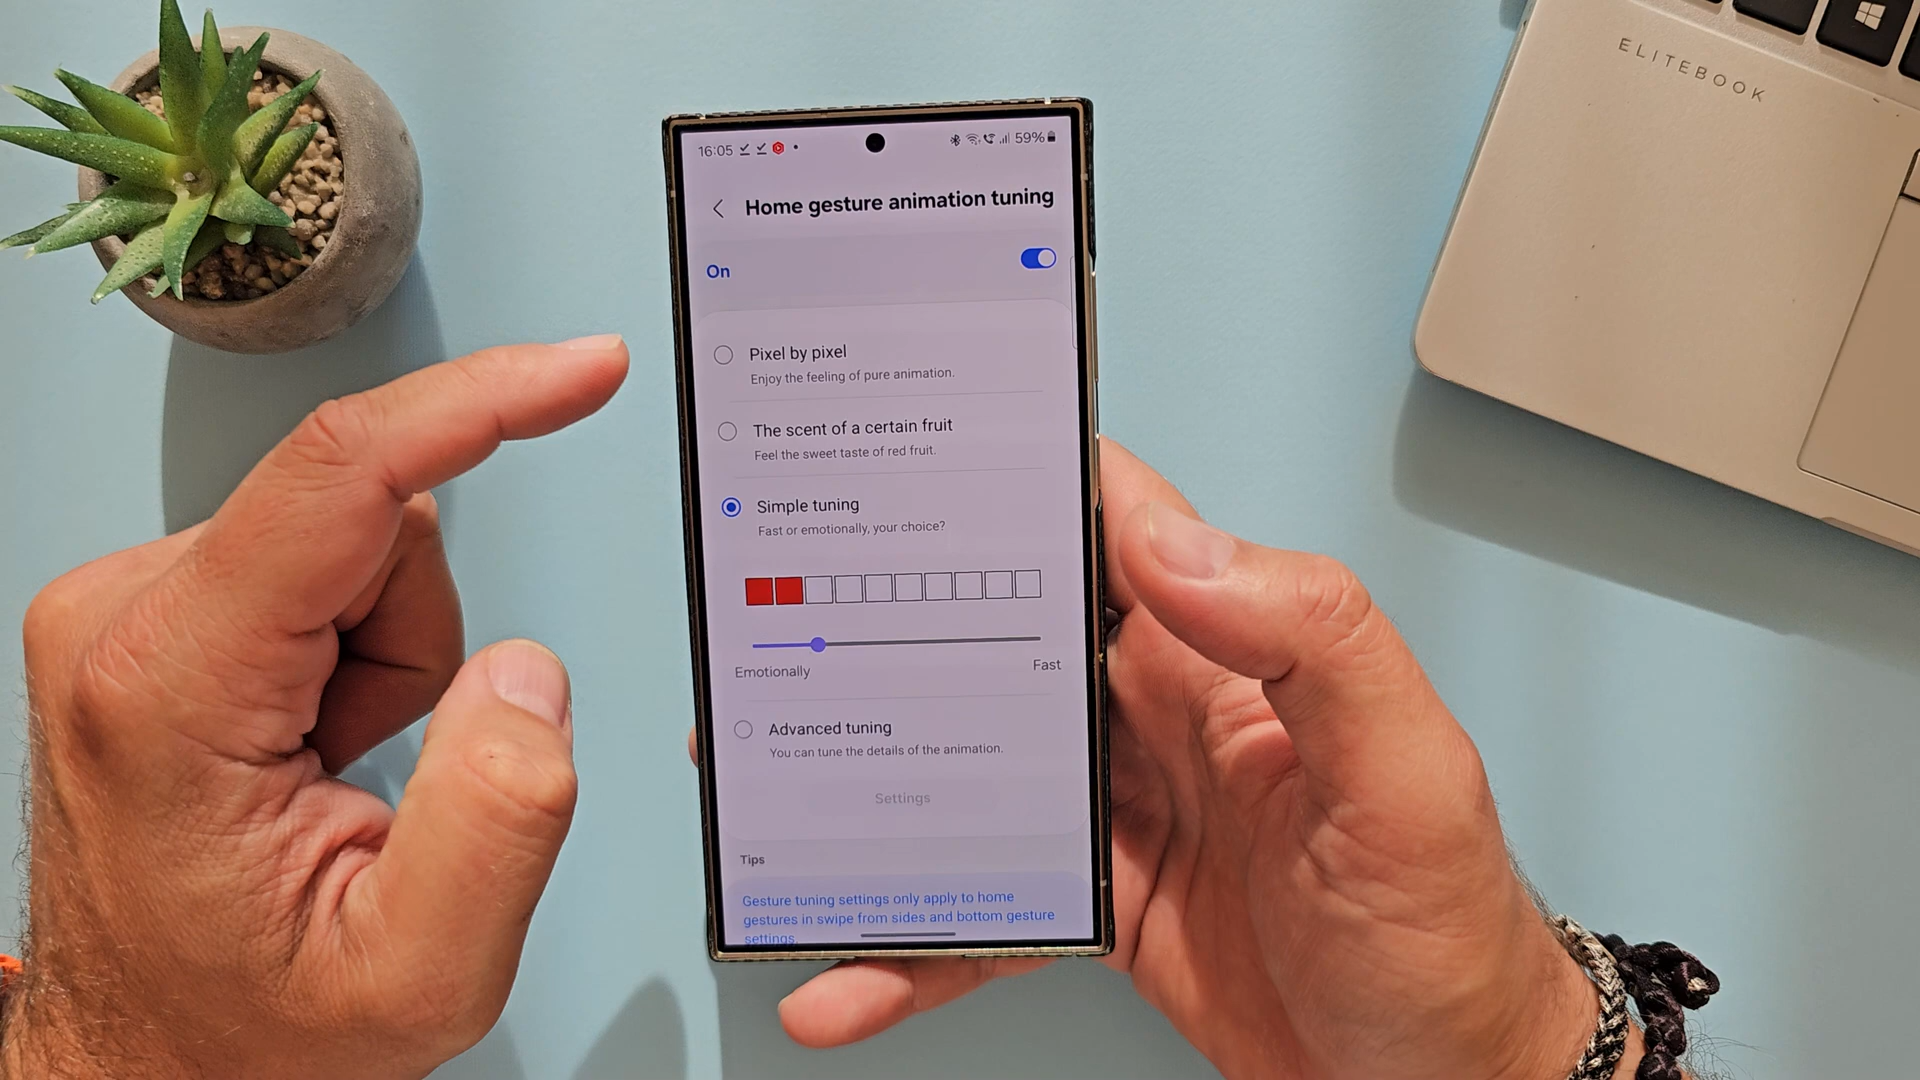 ELITEBOOK
16:05
59%
Home gesture animation tuning
On
Pixel by pixel
Enjoy the feeling of pure animation.
The scent of a certain fruit
Feel the sweet taste of red fruit.
Simple tuning
Fast or emotionally, your choice?
Emotionally
Fast
Advanced tuning
You can tune the details of the animation.
Settings
Tips
Gesture tuning settings only apply to home
gestures in swipe from sides and bottom gesture
settings.